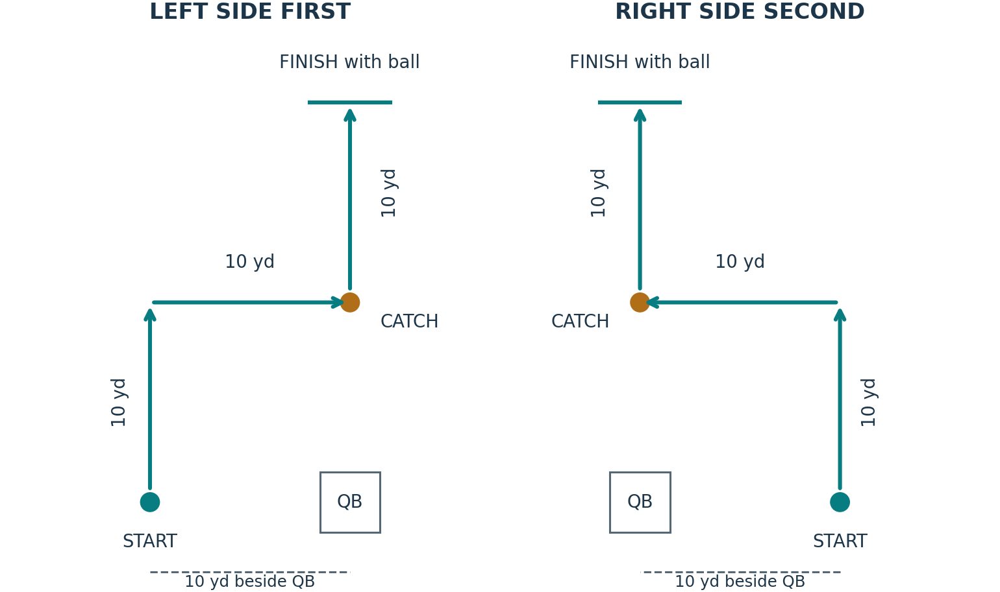 LEFT SIDE FIRST
FINISH with ball
10 yd
10 yd
CATCH
10 yd
QB
START
10 yd beside QB
RIGHT SIDE SECOND
FINISH with ball
10 yd
10 yd
CATCH
10 yd
QB
START
10 yd beside QB